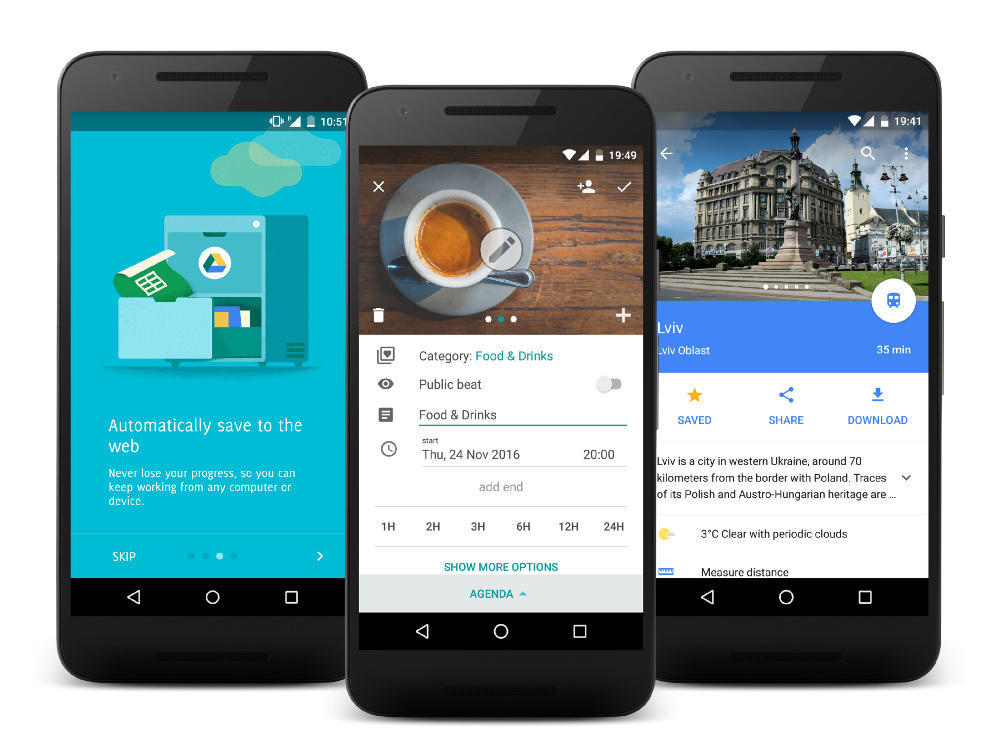 10:51
Automatically save to the
web
Never lose your progress, so you can
keep working from any computer or
device.
SKIP
19:49
Category: Food & Drinks
Public beat
Food & Drinks
start
Thu, 24 Nov 2016 20:00
add end
1H 2H 3H 6H 12H 24H
SHOW MORE OPTIONS
AGENDA
19:41
Lviv
Lviv Oblast 35 min
SAVED SHARE DOWNLOAD
Lviv is a city in western Ukraine, around 70
kilometers from the border with Poland. Traces
of its Polish and Austro-Hungarian heritage are ...
3°C Clear with periodic clouds
Measure distance